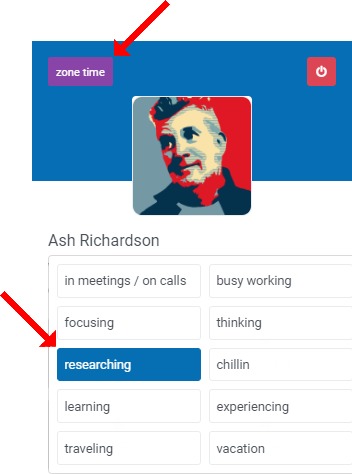 zone time
Ash Richardson
in meetings / on calls
busy working
focusing
thinking
researching
chillin
learning
experiencing
traveling
vacation